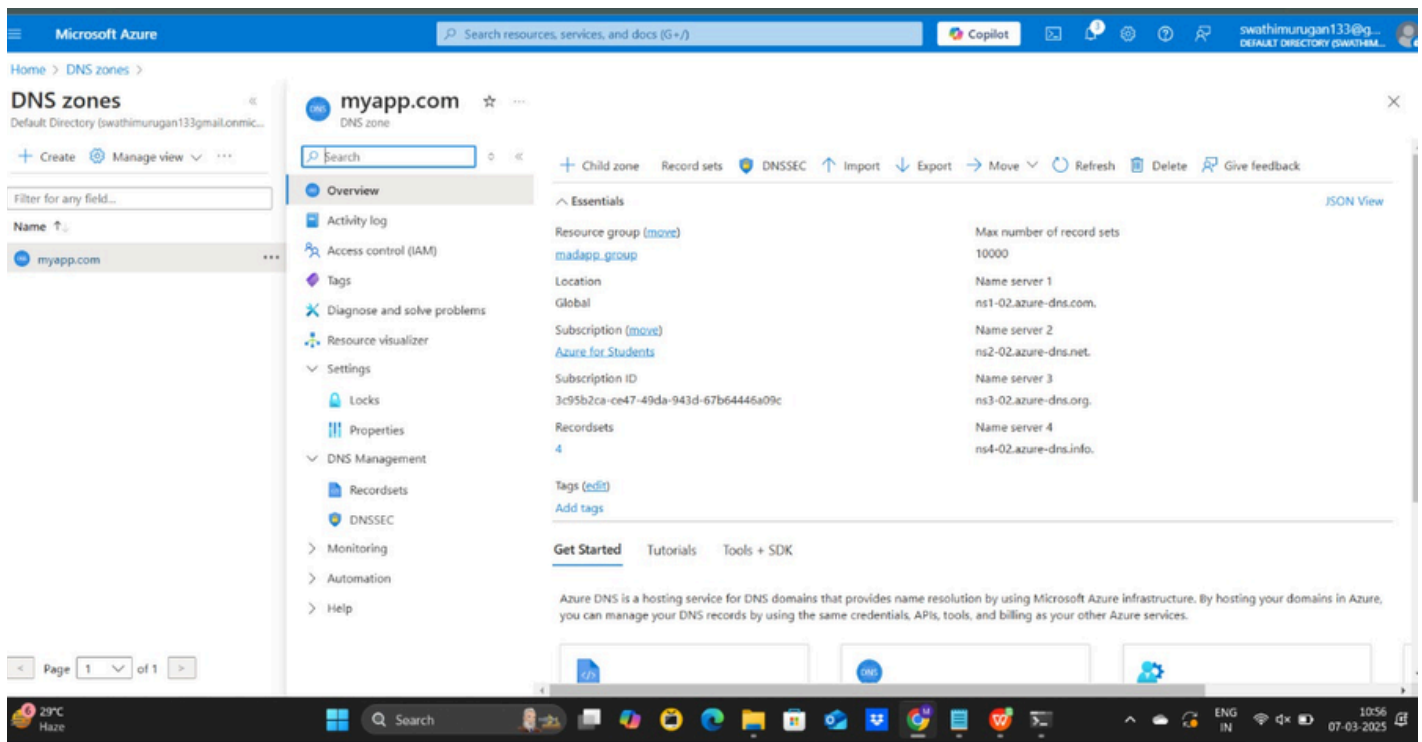 Microsoft Azure
Search resources, services, and docs (G+/)
Copilot
3
swathimurugan133@g...
DEFAULT DIRECTORY (SWATHIM...
Home > DNS zones >
DNS zones
Default Directory (swathimurugan133gmail.onmic...
+ Create Manage view ...
Filter for any field...
Name
myapp.com ...
Page 1 of 1
myapp.com ...
DNS zone
Search
Overview
Activity log
Access control (IAM)
Tags
Diagnose and solve problems
Resource visualizer
Settings
Locks
Properties
DNS Management
Recordsets
DNSSEC
Monitoring
Automation
Help
+ Child zone Record sets DNSSEC Import Export Move Refresh Delete Give feedback
Essentials
JSON View
Resource group (move)
madapp_group
Location
Global
Subscription (move)
Azure for Students
Subscription ID
3c95b2ca-ce47-49da-943d-67b64446a09c
Recordsets
4
Tags (edit)
Add tags
Max number of record sets
10000
Name server 1
ns1-02.azure-dns.com.
Name server 2
ns2-02.azure-dns.net.
Name server 3
ns3-02.azure-dns.org.
Name server 4
ns4-02.azure-dns.info.
Get Started Tutorials Tools + SDK
Azure DNS is a hosting service for DNS domains that provides name resolution by using Microsoft Azure infrastructure. By hosting your domains in Azure,
you can manage your DNS records by using the same credentials, APIs, tools, and billing as your other Azure services.
DNS
29°C
Haze
Search
ENG
IN
10:56
07-03-2025